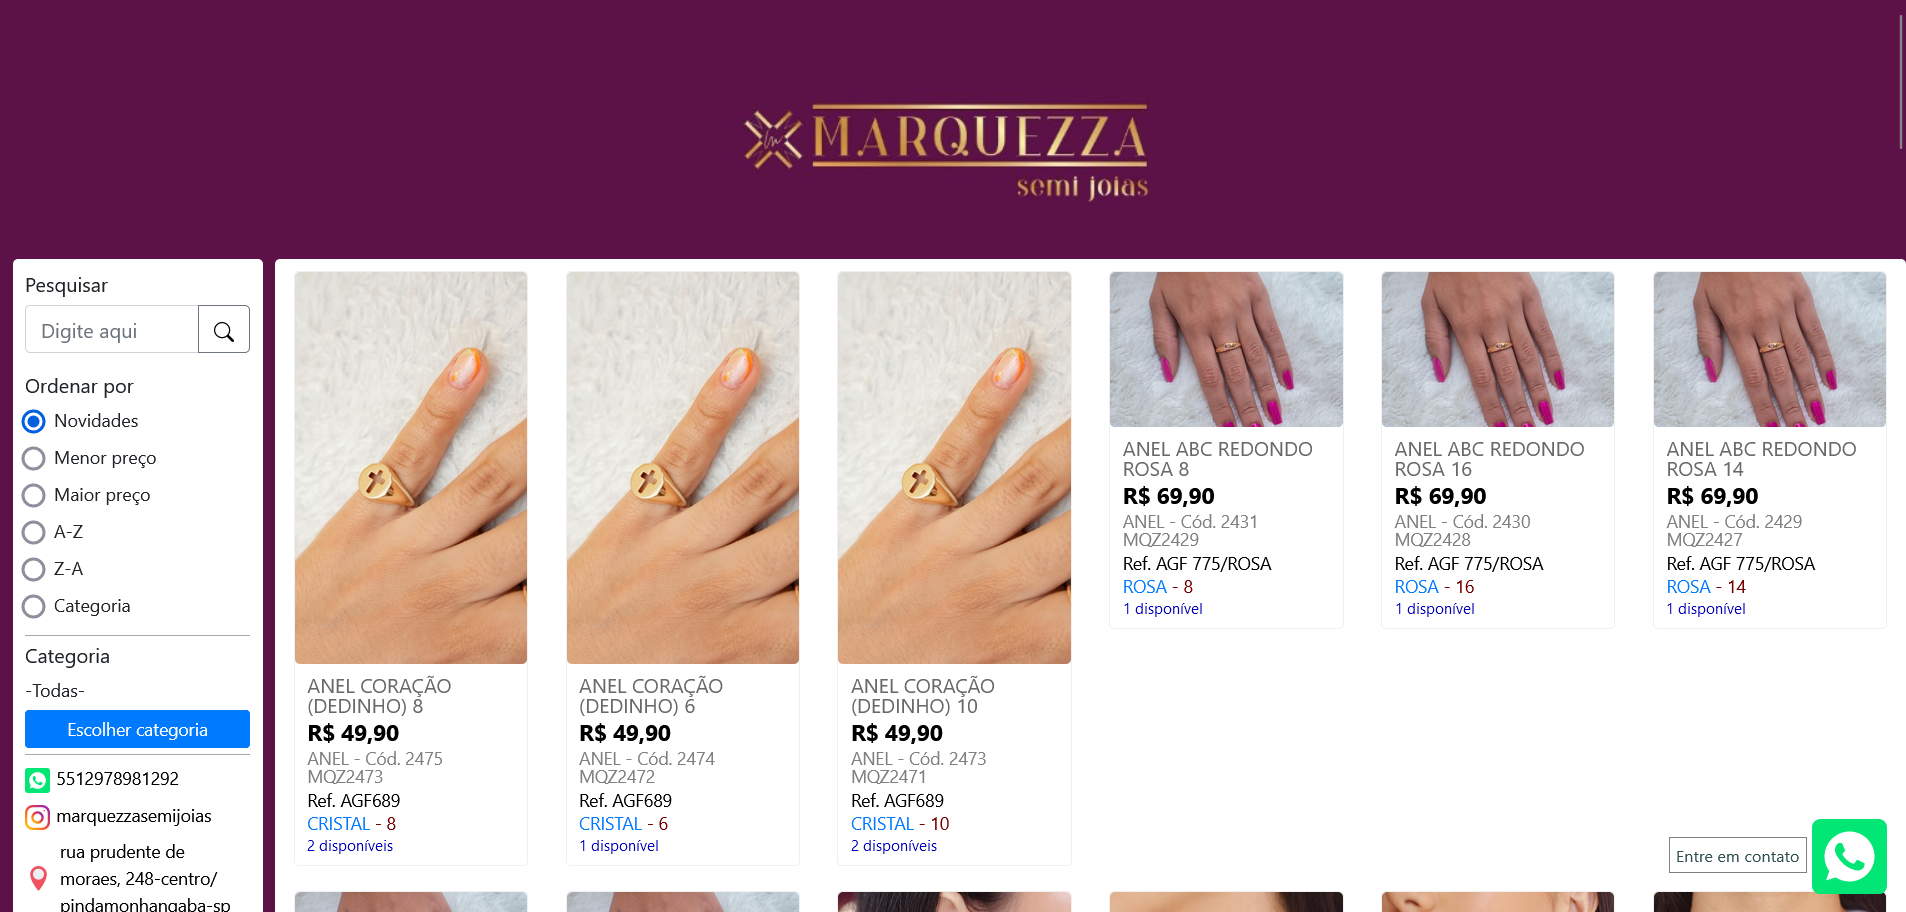 MARQUEZZA
semi joias
Pesquisar
Digite aqui
Ordenar por
Novidades
Menor preço
Maior preço
A-Z
Z-A
Categoria
Categoria
-Todas-
Escolher categoria
5512978981292
marquezzasemijoias
rua prudente de
moraes, 248-centro/
pindamonhangaba-sp
ANEL CORAÇÃO
(DEDINHO) 8
R$ 49,90
ANEL - Cód. 2475
MQZ2473
Ref. AGF689
CRISTAL - 8
2 disponíveis
ANEL CORAÇÃO
(DEDINHO) 6
R$ 49,90
ANEL - Cód. 2474
MQZ2472
Ref. AGF689
CRISTAL - 6
1 disponível
ANEL CORAÇÃO
(DEDINHO) 10
R$ 49,90
ANEL - Cód. 2473
MQZ2471
Ref. AGF689
CRISTAL - 10
2 disponíveis
ANEL ABC REDONDO
ROSA 8
R$ 69,90
ANEL - Cód. 2431
MQZ2429
Ref. AGF 775/ROSA
ROSA - 8
1 disponível
ANEL ABC REDONDO
ROSA 16
R$ 69,90
ANEL - Cód. 2430
MQZ2428
Ref. AGF 775/ROSA
ROSA - 16
1 disponível
ANEL ABC REDONDO
ROSA 14
R$ 69,90
ANEL - Cód. 2429
MQZ2427
Ref. AGF 775/ROSA
ROSA - 14
1 disponível
Entre em contato